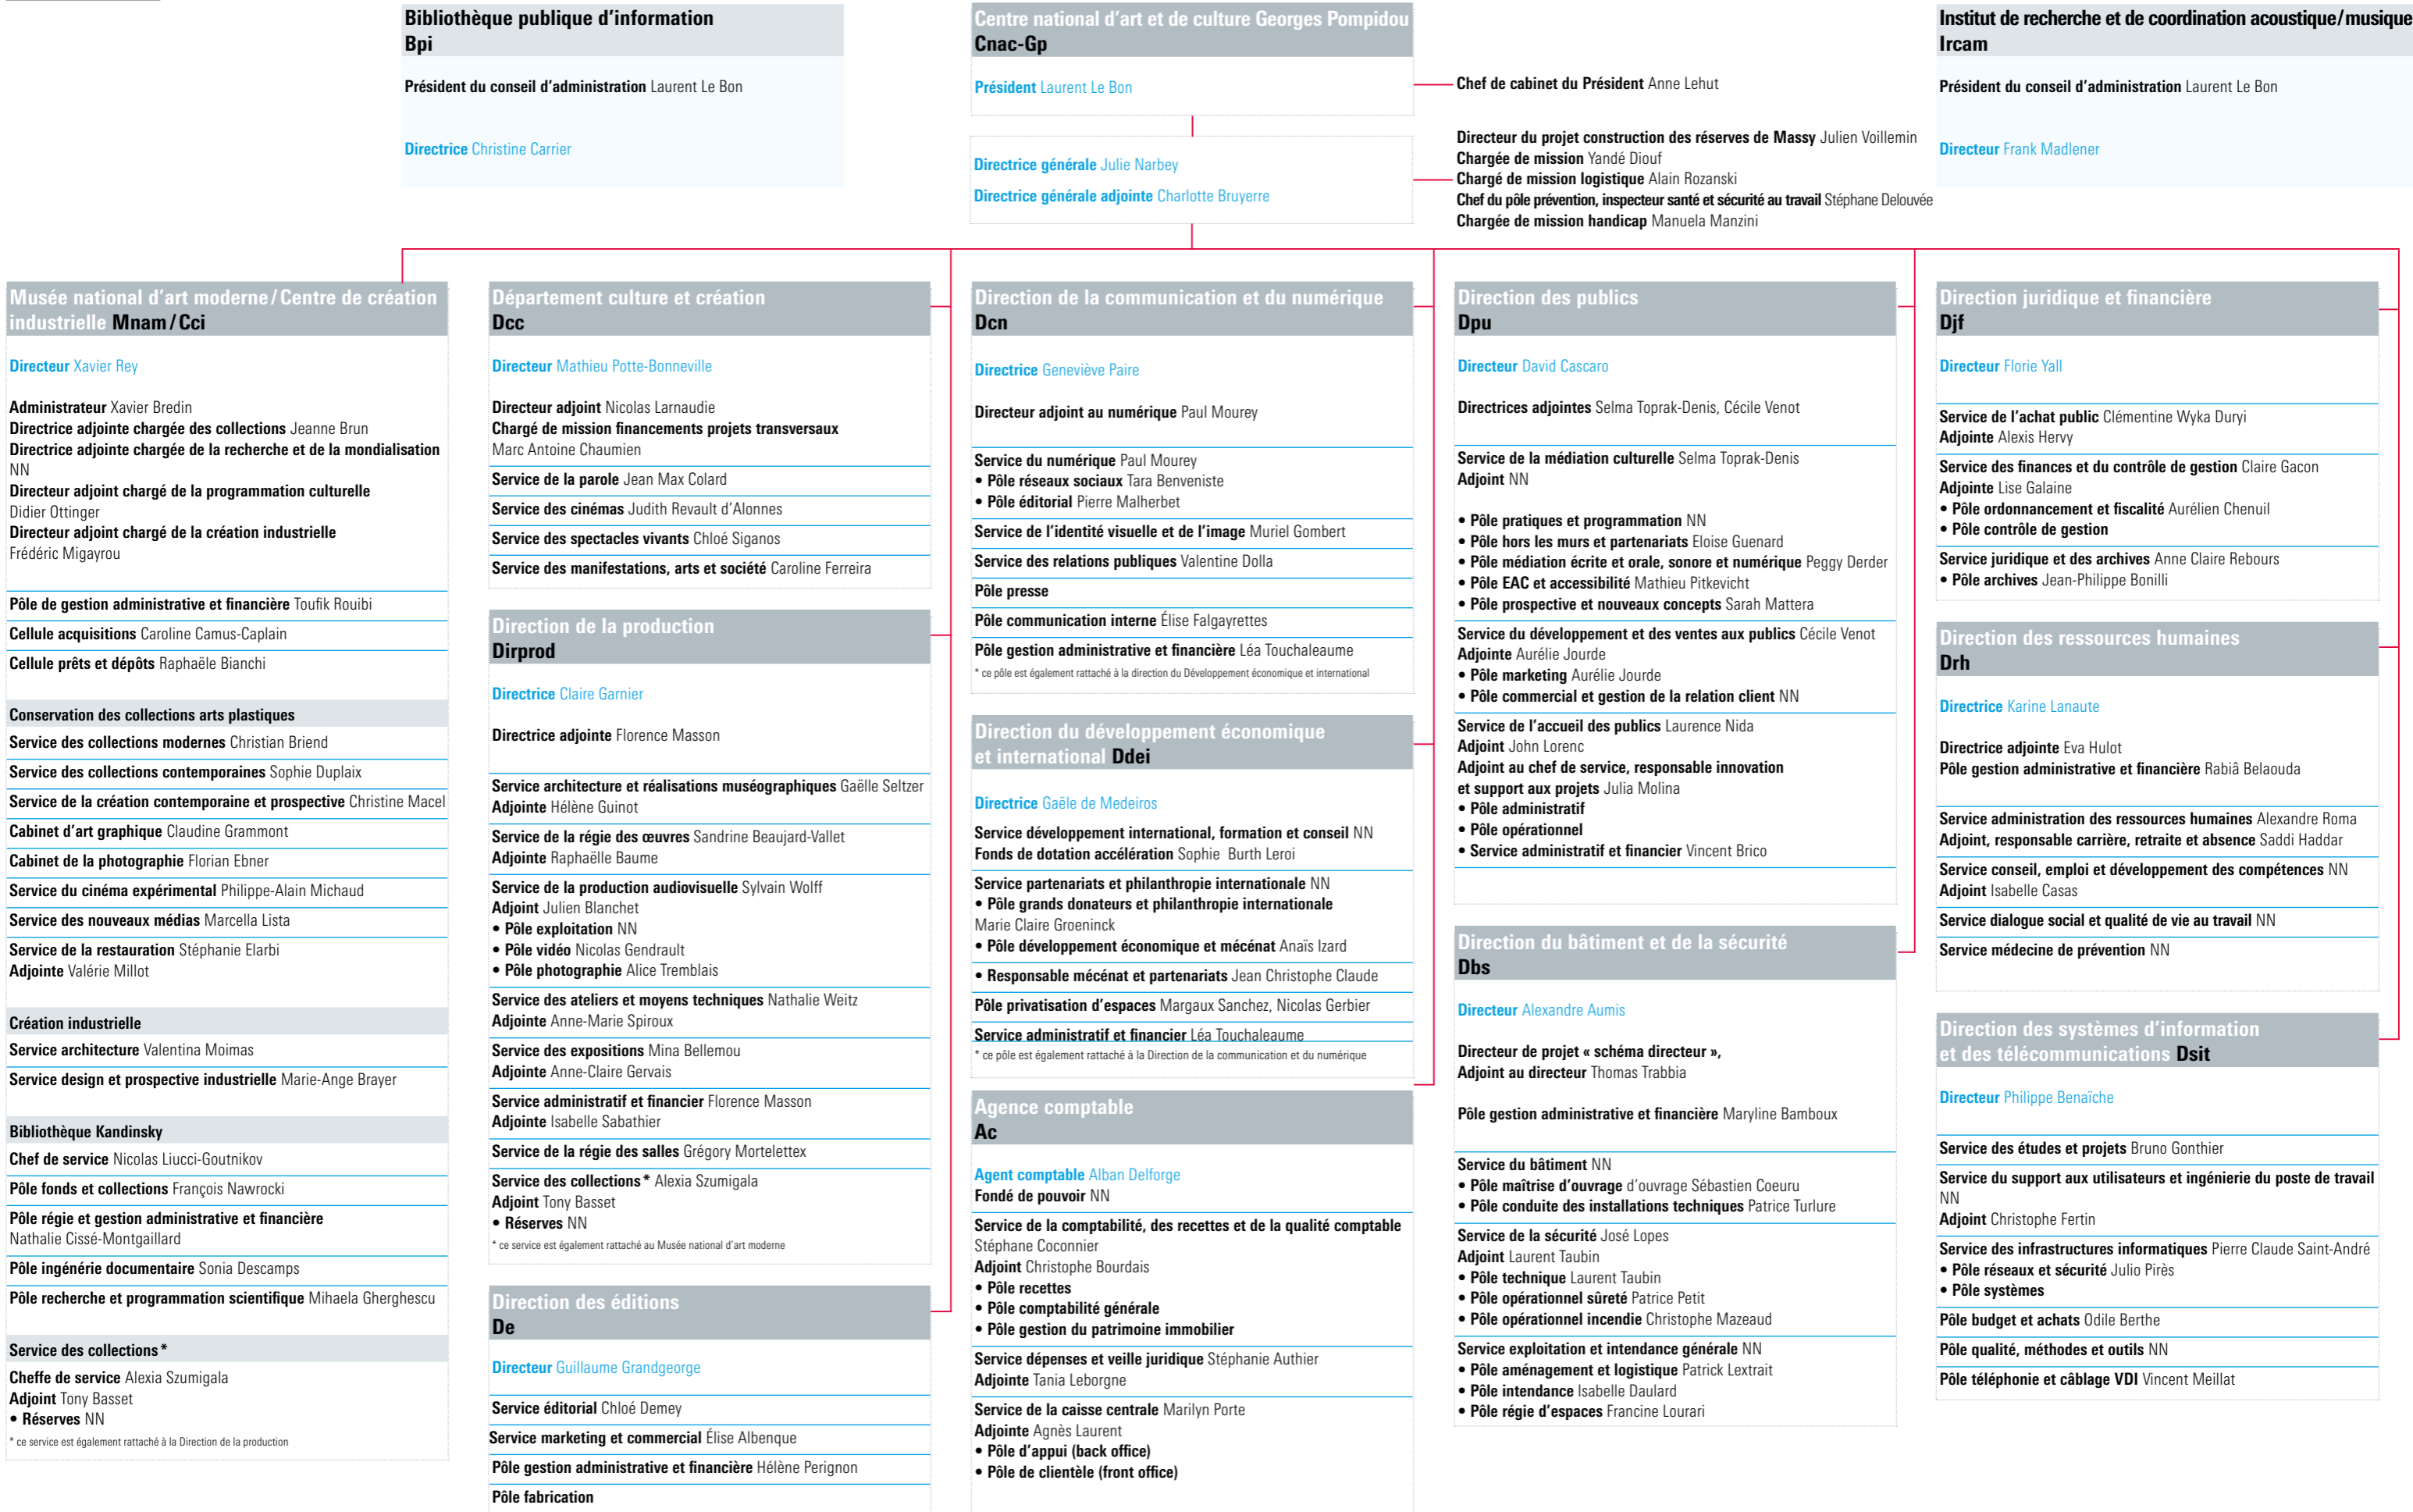 Bibliothèque publique d'information
Bpi
Président du conseil d'administration Laurent Le Bon
Directrice Christine Carrier
Centre national d'art et de culture Georges Pompidou
Cnac-Gp
Président Laurent Le Bon
Chef de cabinet du Président Anne Lehut
Directrice générale Julie Narbey
Directrice générale adjointe Charlotte Bruyerre
Directeur du projet construction des réserves de Massy Julien Voillemin
Chargée de mission Yandé Diouf
Chargé de mission logistique Alain Rozanski
Chef du pôle prévention, inspecteur santé et sécurité au travail Stéphane Delouvée
Chargée de mission handicap Manuela Manzini
Institut de recherche et de coordination acoustique/musique
Ircam
Président du conseil d'administration Laurent Le Bon
Directeur Frank Madlener
Musée national d'art moderne/Centre de création
industrielle Mnam/Cci
Directeur Xavier Rey
Administrateur Xavier Bredin
Directrice adjointe chargée des collections Jeanne Brun
Directrice adjointe chargée de la recherche et de la mondialisation
NN
Directeur adjoint chargé de la programmation culturelle
Didier Ottinger
Directeur adjoint chargé de la création industrielle
Frédéric Migayrou
Pôle de gestion administrative et financière Toufik Rouibi
Cellule acquisitions Caroline Camus-Caplain
Cellule prêts et dépôts Raphaële Bianchi
Conservation des collections arts plastiques
Service des collections modernes Christian Briend
Service des collections contemporaines Sophie Duplaix
Service de la création contemporaine et prospective Christine Macel
Cabinet d'art graphique Claudine Grammont
Cabinet de la photographie Florian Ebner
Service du cinéma expérimental Philippe-Alain Michaud
Service des nouveaux médias Marcella Lista
Service de la restauration Stéphanie Elarbi
Adjointe Valérie Millot
Création industrielle
Service architecture Valentina Moimas
Service design et prospective industrielle Marie-Ange Brayer
Bibliothèque Kandinsky
Chef de service Nicolas Liucci-Goutnikov
Pôle fonds et collections François Nawrocki
Pôle régie et gestion administrative et financière
Nathalie Cissé-Montgaillard
Pôle ingénérie documentaire Sonia Descamps
Pôle recherche et programmation scientifique Mihaela Gherghescu
Service des collections*
Cheffe de service Alexia Szumigala
Adjoint Tony Basset
• Réserves NN
* ce service est également rattaché à la Direction de la production
Département culture et création
Dcc
Directeur Mathieu Potte-Bonneville
Directeur adjoint Nicolas Larnaudie
Chargé de mission financements projets transversaux
Marc Antoine Chaumien
Service de la parole Jean Max Colard
Service des cinémas Judith Revault d'Alonnes
Service des spectacles vivants Chloé Siganos
Service des manifestations, arts et société Caroline Ferreira
Direction de la production
Dirprod
Directrice Claire Garnier
Directrice adjointe Florence Masson
Service architecture et réalisations muséographiques Gaëlle Seltzer
Adjointe Hélène Guinot
Service de la régie des œuvres Sandrine Beaujard-Vallet
Adjointe Raphaëlle Baume
Service de la production audiovisuelle Sylvain Wolff
Adjoint Julien Blanchet
• Pôle exploitation NN
• Pôle vidéo Nicolas Gendrault
• Pôle photographie Alice Tremblais
Service des ateliers et moyens techniques Nathalie Weitz
Adjointe Anne-Marie Spiroux
Service des expositions Mina Bellemou
Adjointe Anne-Claire Gervais
Service administratif et financier Florence Masson
Adjointe Isabelle Sabathier
Service de la régie des salles Grégory Mortelettex
Service des collections* Alexia Szumigala
Adjoint Tony Basset
• Réserves NN
* ce service est également rattaché au Musée national d'art moderne
Direction des éditions
De
Directeur Guillaume Grandgeorge
Service éditorial Chloé Demey
Service marketing et commercial Élise Albenque
Pôle gestion administrative et financière Hélène Perignon
Pôle fabrication
Direction de la communication et du numérique
Dcn
Directrice Geneviève Paire
Directeur adjoint au numérique Paul Mourey
Service du numérique Paul Mourey
• Pôle réseaux sociaux Tara Benveniste
• Pôle éditorial Pierre Malherbet
Service de l'identité visuelle et de l'image Muriel Gombert
Service des relations publiques Valentine Dolla
Pôle presse
Pôle communication interne Élise Falgayrettes
Pôle gestion administrative et financière Léa Touchaleaume
* ce pôle est également rattaché à la direction du Développement économique et international
Direction du développement économique
et international Ddei
Directrice Gaële de Medeiros
Service développement international, formation et conseil NN
Fonds de dotation accélération Sophie Burth Leroi
Service partenariats et philanthropie internationale NN
• Pôle grands donateurs et philanthropie internationale
Marie Claire Groeninck
• Pôle développement économique et mécénat Anaïs Izard
• Responsable mécénat et partenariats Jean Christophe Claude
Pôle privatisation d'espaces Margaux Sanchez, Nicolas Gerbier
Service administratif et financier Léa Touchaleaume
* ce pôle est également rattaché à la Direction de la communication et du numérique
Agence comptable
Ac
Agent comptable Alban Delforge
Fondé de pouvoir NN
Service de la comptabilité, des recettes et de la qualité comptable
Stéphane Coconnier
Adjoint Christophe Bourdais
• Pôle recettes
• Pôle comptabilité générale
• Pôle gestion du patrimoine immobilier
Service dépenses et veille juridique Stéphanie Authier
Adjointe Tania Leborgne
Service de la caisse centrale Marilyn Porte
Adjointe Agnès Laurent
• Pôle d'appui (back office)
• Pôle de clientèle (front office)
Direction des publics
Dpu
Directeur David Cascaro
Directrices adjointes Selma Toprak-Denis, Cécile Venot
Service de la médiation culturelle Selma Toprak-Denis
Adjoint NN
• Pôle pratiques et programmation NN
• Pôle hors les murs et partenariats Eloise Guenard
• Pôle médiation écrite et orale, sonore et numérique Peggy Derder
• Pôle EAC et accessibilité Mathieu Pitkevicht
• Pôle prospective et nouveaux concepts Sarah Mattera
Service du développement et des ventes aux publics Cécile Venot
Adjointe Aurélie Jourde
• Pôle marketing Aurélie Jourde
• Pôle commercial et gestion de la relation client NN
Service de l'accueil des publics Laurence Nida
Adjoint John Lorenc
Adjoint au chef de service, responsable innovation
et support aux projets Julia Molina
• Pôle administratif
• Pôle opérationnel
• Service administratif et financier Vincent Brico
Direction du bâtiment et de la sécurité
Dbs
Directeur Alexandre Aumis
Directeur de projet « schéma directeur »,
Adjoint au directeur Thomas Trabbia
Pôle gestion administrative et financière Maryline Bamboux
Service du bâtiment NN
• Pôle maîtrise d'ouvrage d'ouvrage Sébastien Coeuru
• Pôle conduite des installations techniques Patrice Turlure
Service de la sécurité José Lopes
Adjoint Laurent Taubin
• Pôle technique Laurent Taubin
• Pôle opérationnel sûreté Patrice Petit
• Pôle opérationnel incendie Christophe Mazeaud
Service exploitation et intendance générale NN
• Pôle aménagement et logistique Patrick Lextrait
• Pôle intendance Isabelle Daulard
• Pôle régie d'espaces Francine Lourari
Direction juridique et financière
Djf
Directeur Florie Yall
Service de l'achat public Clémentine Wyka Duryi
Adjointe Alexis Hervy
Service des finances et du contrôle de gestion Claire Gacon
Adjointe Lise Galaine
• Pôle ordonnancement et fiscalité Aurélien Chenuil
• Pôle contrôle de gestion
Service juridique et des archives Anne Claire Rebours
• Pôle archives Jean-Philippe Bonilli
Direction des ressources humaines
Drh
Directrice Karine Lanaute
Directrice adjointe Eva Hulot
Pôle gestion administrative et financière Rabiâ Belaouda
Service administration des ressources humaines Alexandre Roma
Adjoint, responsable carrière, retraite et absence Saddi Haddar
Service conseil, emploi et développement des compétences NN
Adjoint Isabelle Casas
Service dialogue social et qualité de vie au travail NN
Service médecine de prévention NN
Direction des systèmes d'information
et des télécommunications Dsit
Directeur Philippe Benaïche
Service des études et projets Bruno Gonthier
Service du support aux utilisateurs et ingénierie du poste de travail
NN
Adjoint Christophe Fertin
Service des infrastructures informatiques Pierre Claude Saint-André
• Pôle réseaux et sécurité Julio Pirès
• Pôle systèmes
Pôle budget et achats Odile Berthe
Pôle qualité, méthodes et outils NN
Pôle téléphonie et câblage VDI Vincent Meillat